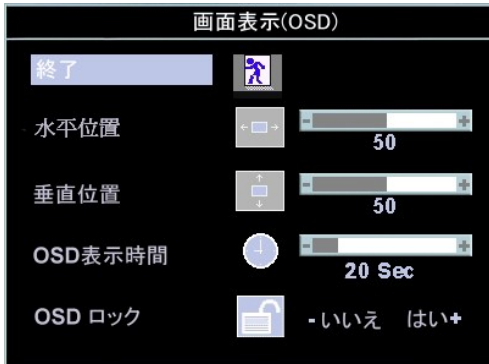 画面表示(OSD)
終了
水平位置
- +
50
垂直位置
- +
50
OSD表示時間
- +
20 Sec
OSD ロック
-いいえ はい+